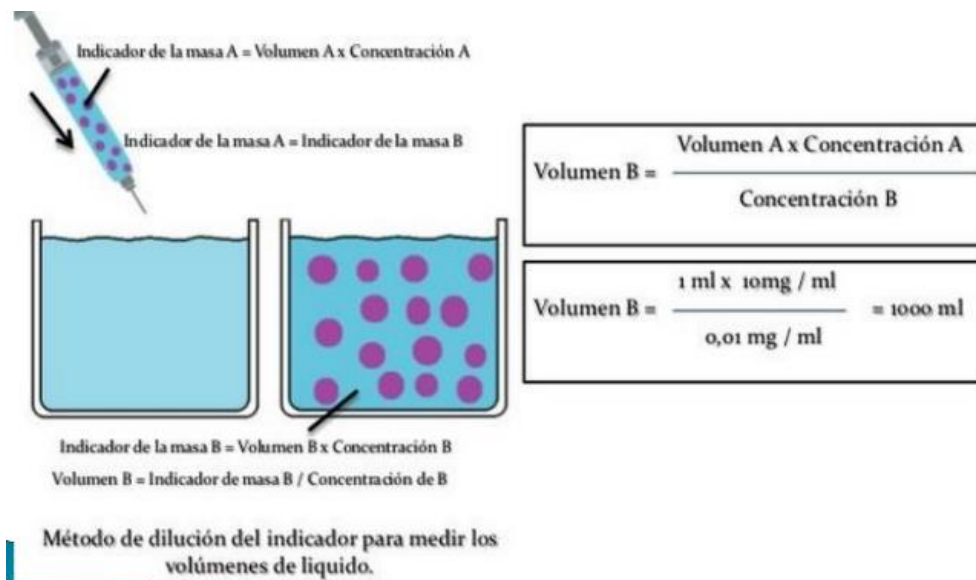 Indicador de la masa A = Volumen A x Concentración A
Indicador de la masa A = Indicador de la masa B
Volumen B =
Volumen A x Concentración A
Concentración B
Volumen B =
1 ml x 10mg / ml
0,01 mg / ml
= 1000 ml
Indicador de la masa B = Volumen B x Concentración B
Volumen B = Indicador de masa B / Concentración de B
Método de dilución del indicador para medir los
volúmenes de liquido.